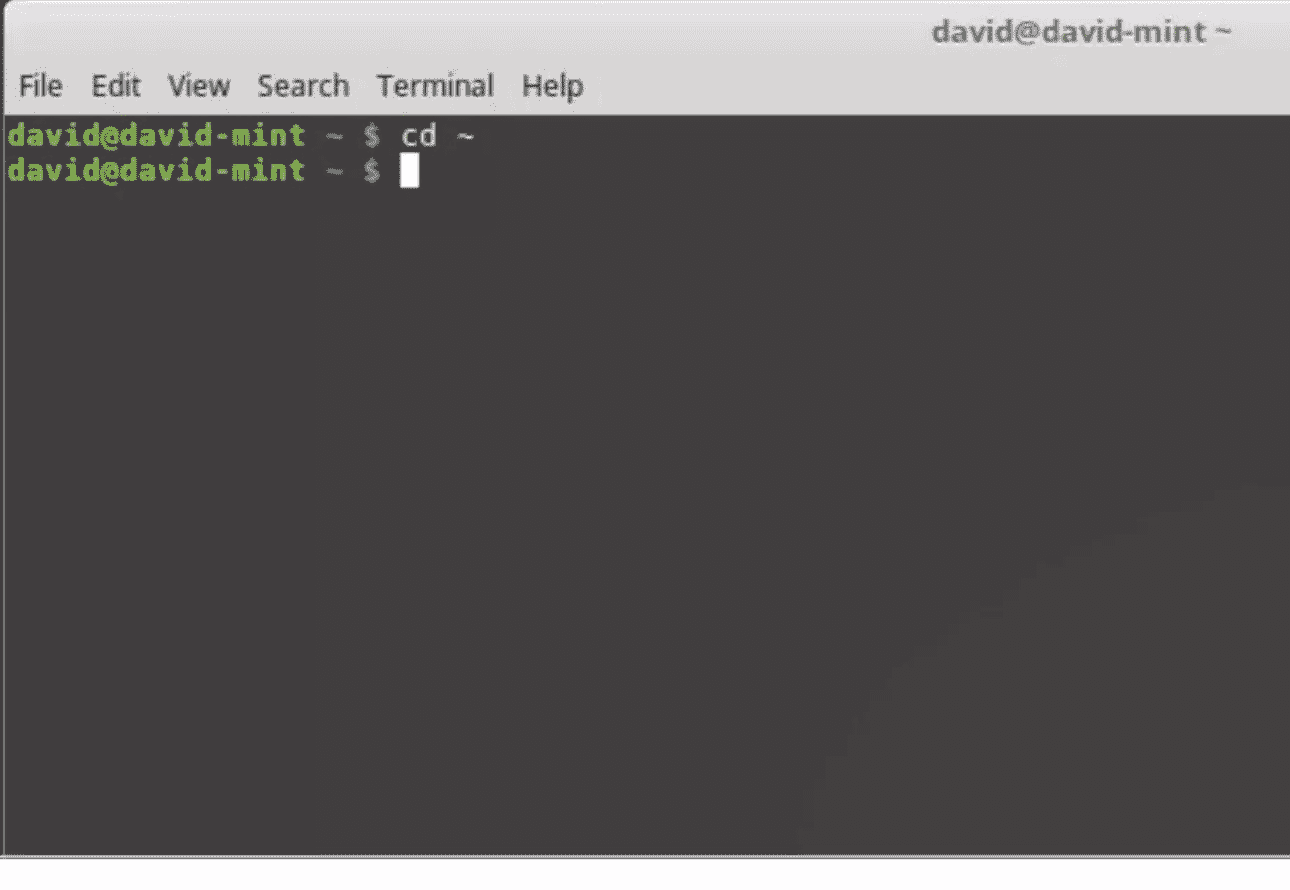 david@david-mint ~
File Edit View Search Terminal Help
david@david-mint ~ $ cd ~
david@david-mint ~ $